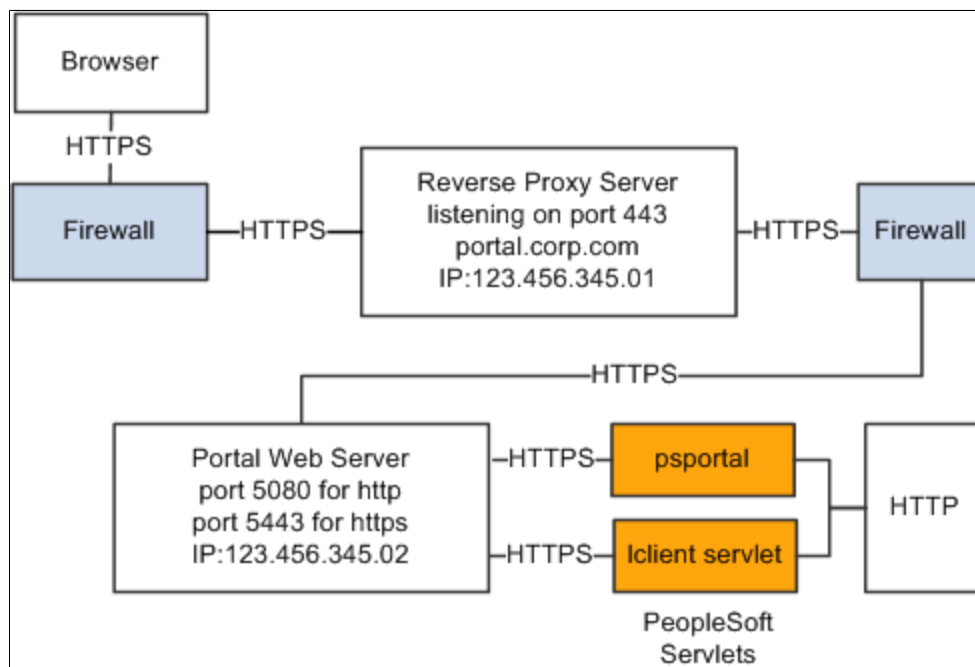 Browser
HTTPS
Firewall
HTTPS
Reverse Proxy Server
listening on port 443
portal.corp.com
IP:123.456.345.01
HTTPS
Firewall
HTTPS
Portal Web Server
port 5080 for http
port 5443 for https
IP:123.456.345.02
HTTPS
psportal
HTTPS
Iclient servlet
HTTP
PeopleSoft
Servlets